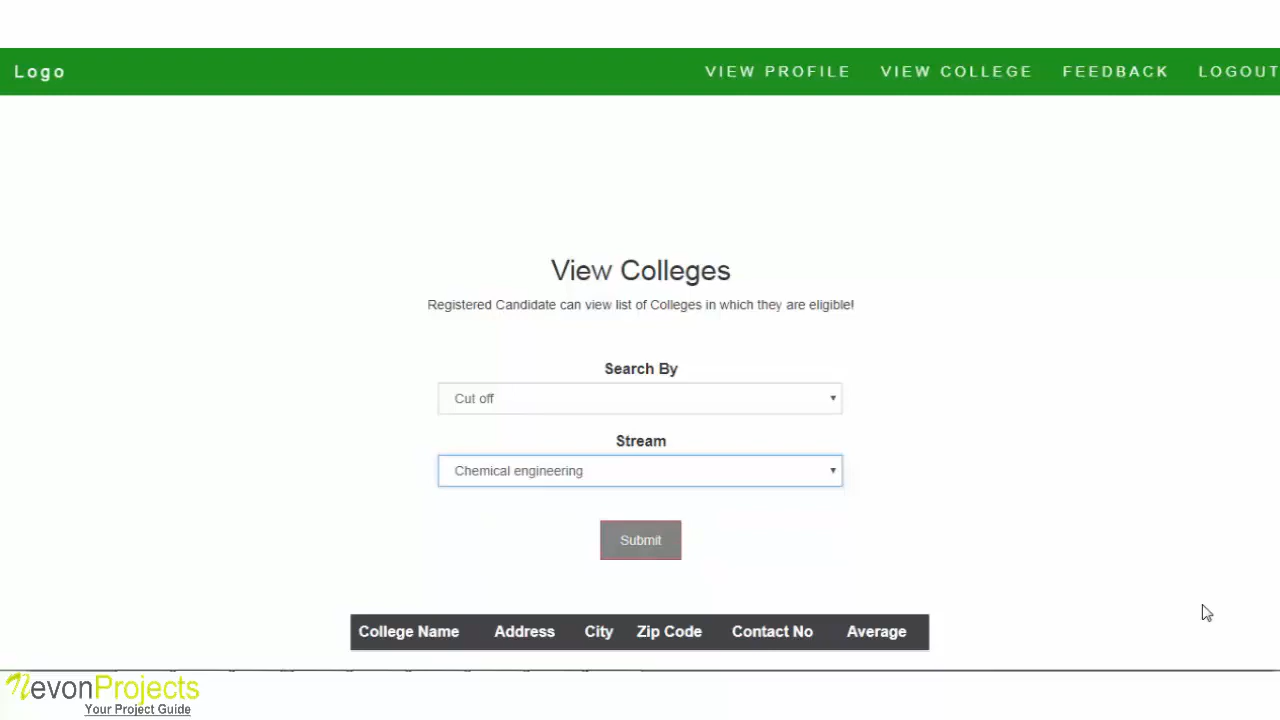 Logo VIEW PROFILE VIEW COLLEGE FEEDBACK LOGOUT
View Colleges
Registered Candidate can view list of Colleges in which they are eligible!
Search By
Cut off
Stream
Chemical engineering
Submit
College Name Address City Zip Code Contact No Average
NevonProjects
Your Project Guide